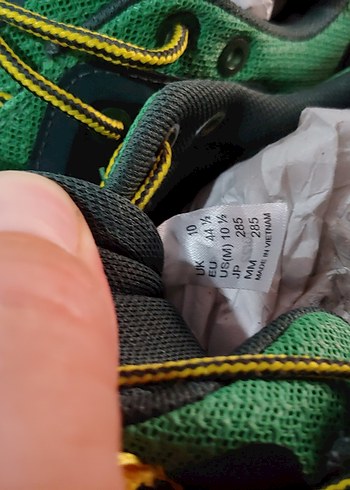 UK 10
EU 44 ½
US(M) 10 ½
JP 285
MM 285
MADE IN VIETNAM